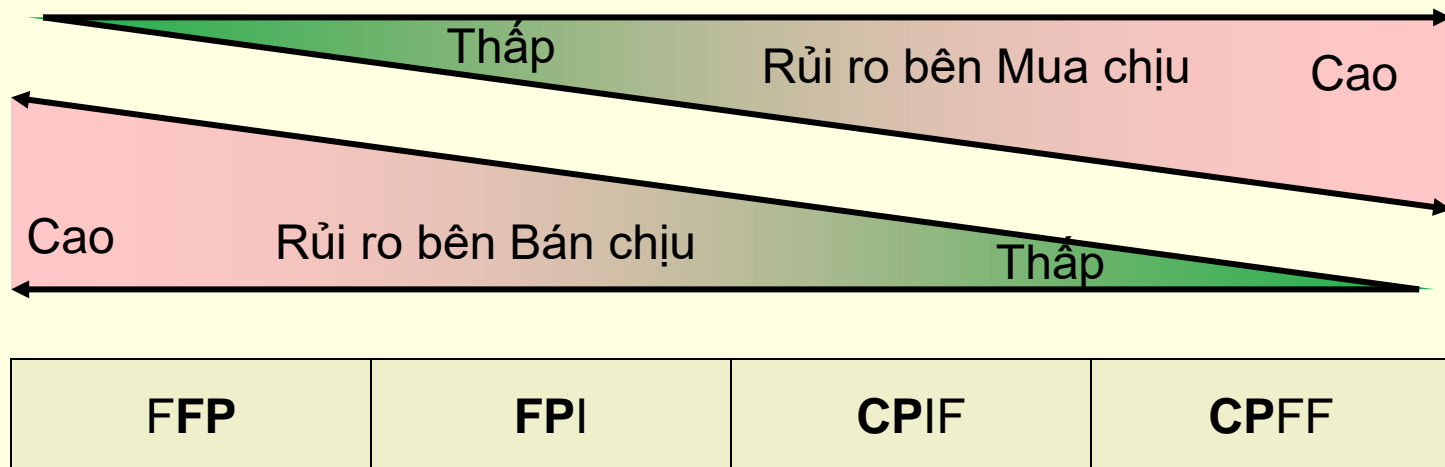 Thấp
Rủi ro bên Mua chịu
Cao
Cao
Rủi ro bên Bán chịu
Thấp
FFP
FPI
CPIF
CPFF